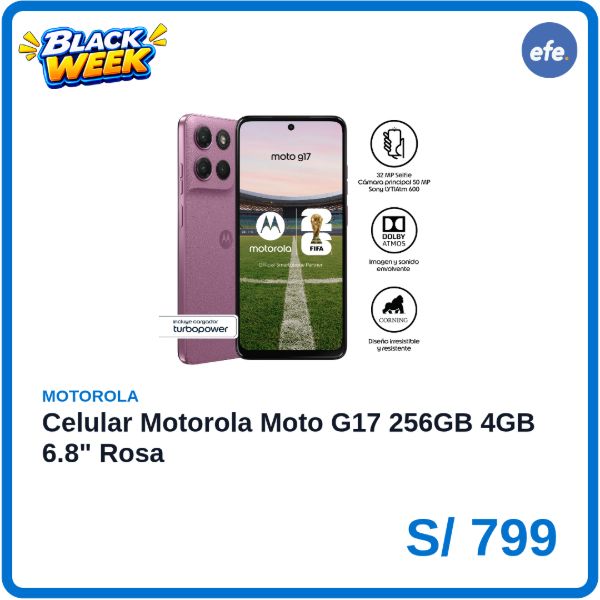 BLACK
WEEK
efe.
moto g17
32 MP Selfie
Cámara principal 50 MP
Sony LYTIAtm 600
motorola
FIFA
DOLBY
ATMOS
Imagen y sonido
envolvente
Incluye cargador
turbopower
CORNING
Diseño irresistible
y resistente
MOTOROLA
Celular Motorola Moto G17 256GB 4GB
6.8" Rosa
S/ 799